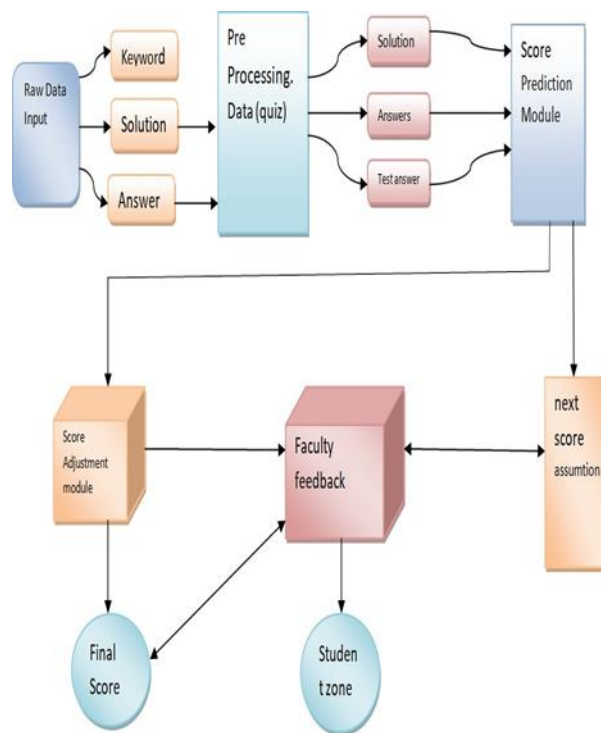 Raw Data
Input
Keyword
Solution
Answer
Pre
Processing.
Data (quiz)
Solution
Answers
Test answer
Score
Prediction
Module
Score
Adjustment
module
Faculty
feedback
next
score
assumtion
Final
Score
Studen
t zone